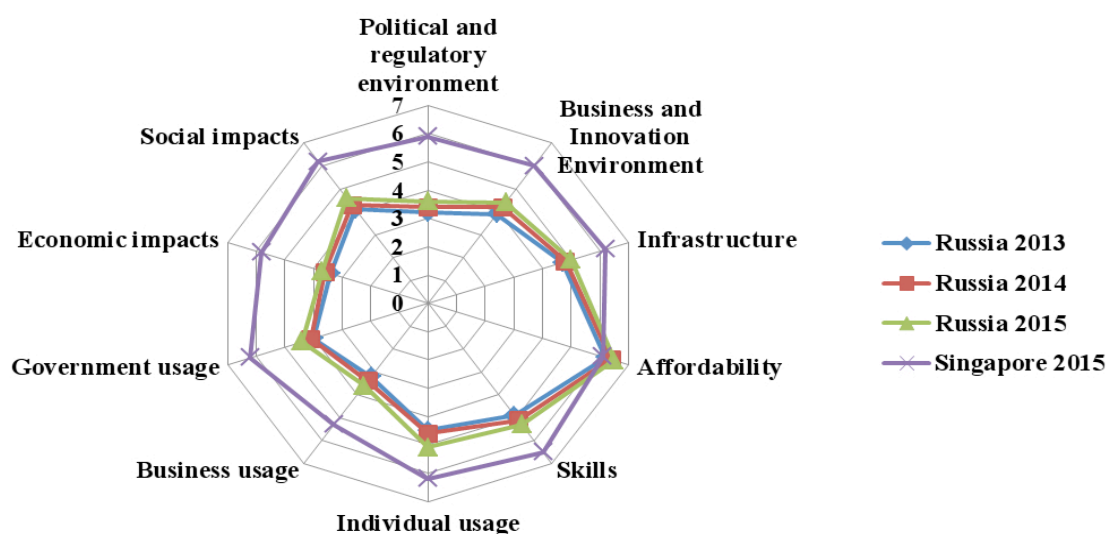 Political and
regulatory
environment
7
6
5
4
3
2
1
0
Business and
Innovation
Environment
Infrastructure
Affordability
Skills
Individual usage
Business usage
Government usage
Economic impacts
Social impacts
Russia 2013
Russia 2014
Russia 2015
Singapore 2015